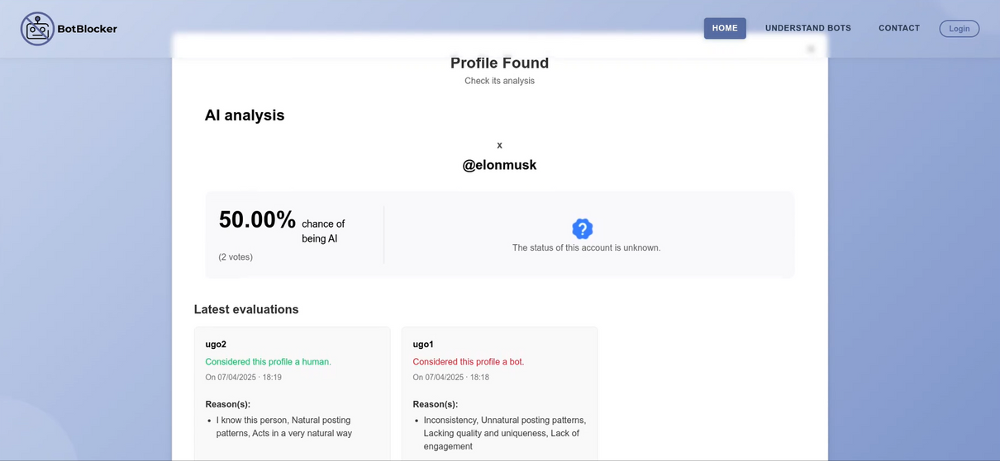 BotBlocker
HOME
UNDERSTAND BOTS
CONTACT
Login
Profile Found
Check its analysis
AI analysis
x
@elonmusk
50.00% chance of
being AI
(2 votes)
?
The status of this account is unknown.
Latest evaluations
ugo2
Considered this profile a human.
On 07/04/2025 · 18:19
Reason(s):
• I know this person, Natural posting
patterns, Acts in a very natural way
ugo1
Considered this profile a bot.
On 07/04/2025 · 18:18
Reason(s):
• Inconsistency, Unnatural posting patterns,
Lacking quality and uniqueness, Lack of
engagement